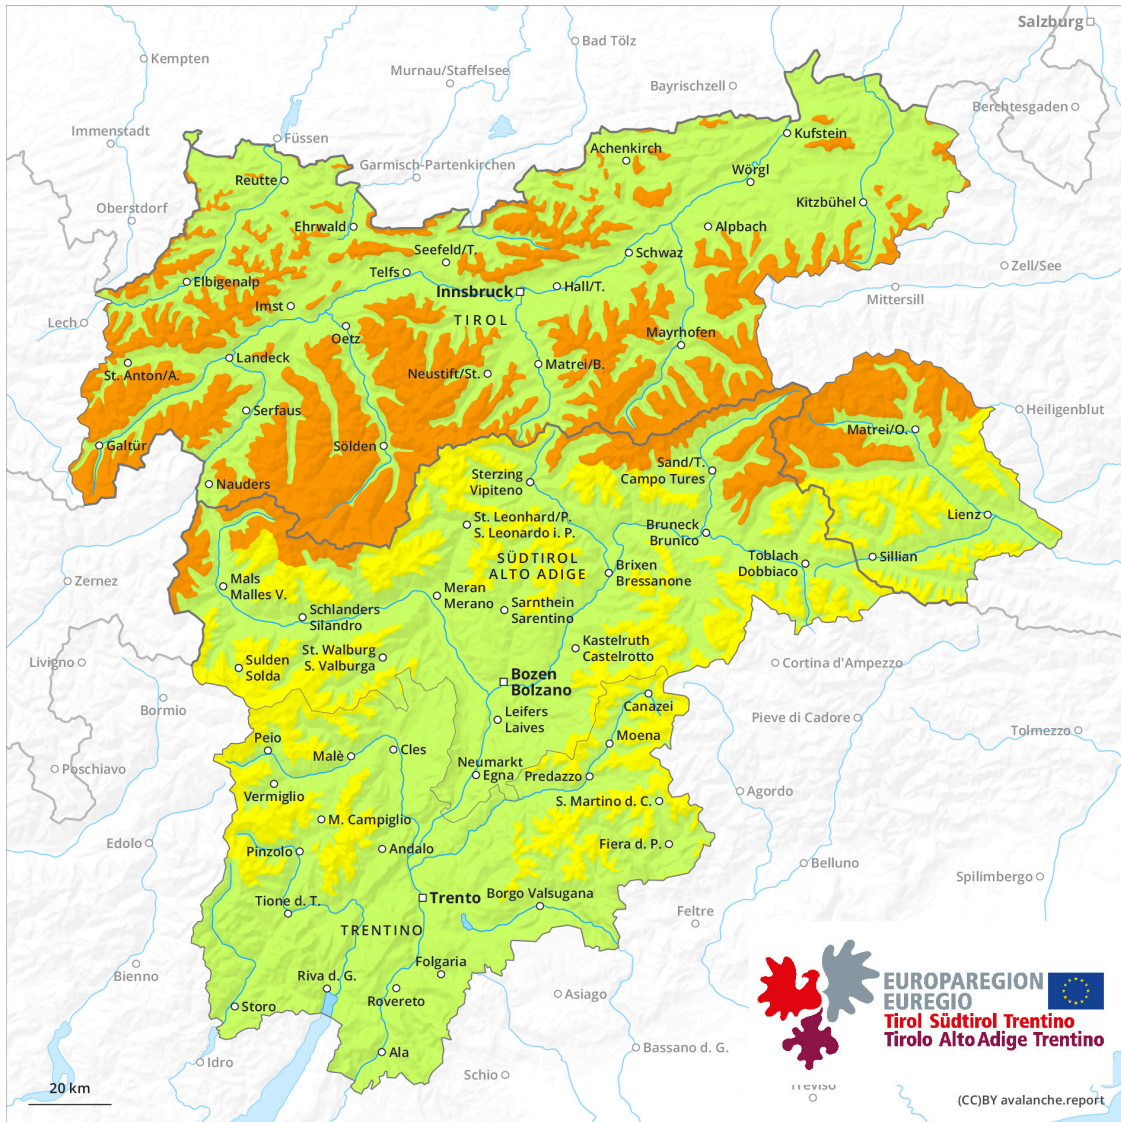 Salzburg
Bad Tölz
Kempten
Murnau/Staffelsee
Bayrischzell
Berchtesgaden
Immenstadt
Füssen
Kufstein
Achenkirch
Garmisch-Partenkirchen
Wörgl
Reutte
Oberstdorf
Kitzbühel
Ehrwald
Alpbach
Seefeld/T.
Schwaz
Zell/See
Telfs
Elbigenalp
Hall/T.
Innsbruck
Mittersill
Imst
TIROL
Lech
Mayrhofen
Oetz
Landeck
Matrei/B.
St. Anton/A.
Neustift/St.
Serfaus
Heiligenblut
Matrei/O.
Galtür
Sölden
Sand/T.
Campo Tures
Sterzing
Vipiteno
Nauders
Lienz
St. Leonhard/P.
S. Leonardo i. P.
Bruneck
Brunico
SÜDTIROL
ALTO ADIGE
Toblach
Dobbiaco
Sillian
Brixen
Bressanone
Zernez
Mals
Malles V.
Meran
Merano
Sarnthein
Sarentino
Schlanders
Silandro
Kastelruth
Castelrotto
St. Walburg
S. Valburga
Livigno
Sulden
Solda
Cortina d'Ampezzo
Bozen
Bolzano
Canazei
Bormio
Leifers
Laives
Pieve di Cadore
Tolmezzo
Moena
Peio
Cles
Malè
Neumarkt
Egna
Predazzo
Poschiavo
Vermiglio
Agordo
S. Martino d. C.
M. Campiglio
Edolo
Fiera d. P.
Pinzolo
Andalo
Belluno
Spilimbergo
Borgo Valsugana
Trento
Tione d. T.
Feltre
TRENTINO
Folgaria
Bienno
Riva d. G.
EUROPAREGION
EUREGIO
Asiago
Rovereto
Storo
Tirol Südtirol Trentino
Tirolo Alto Adige Trentino
Bassano d. G.
Ala
Idro
Schio
Treviso
20 km
(CC)BY avalanche.report